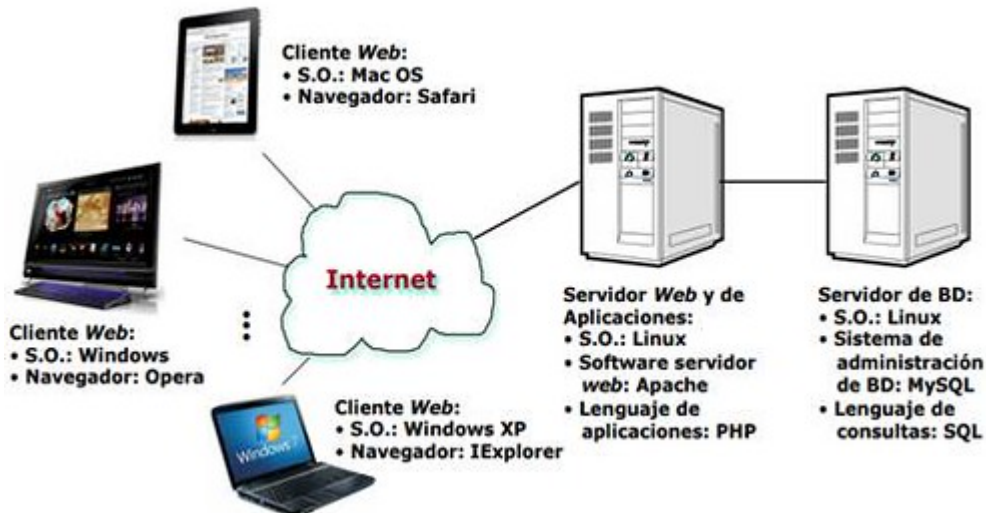 Cliente Web:
• S.O.: Mac OS
• Navegador: Safari
Cliente Web:
• S.O.: Windows
• Navegador: Opera
Internet
Cliente Web:
• S.O.: Windows XP
• Navegador: IExplorer
Windows 7
Servidor Web y de
Aplicaciones:
• S.O.: Linux
• Software servidor
web: Apache
• Lenguaje de
aplicaciones: PHP
Servidor de BD:
• S.O.: Linux
• Sistema de
administración
de BD: MySQL
• Lenguaje de
consultas: SQL